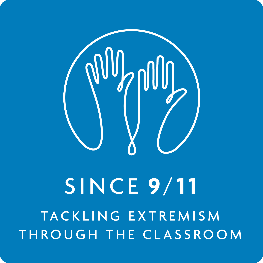 SINCE 9/11
TACKLING EXTREMISM
THROUGH THE CLASSROOM